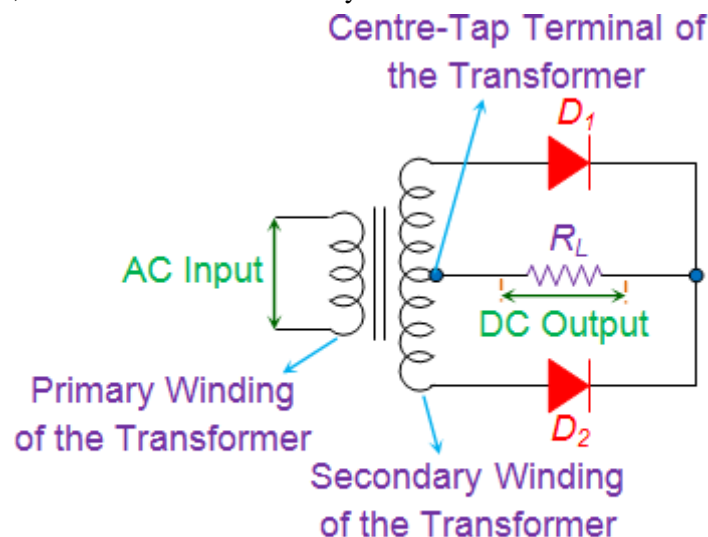 Centre-Tap Terminal of
the Transformer
D1
RL
AC Input
DC Output
Primary Winding
of the Transformer
D2
Secondary Winding
of the Transformer